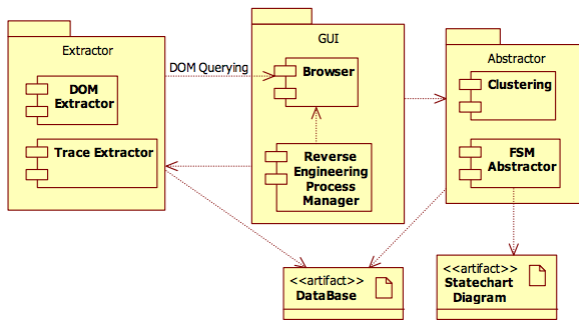 Extractor
DOM
Extractor
Trace Extractor
DOM Querying
GUI
Browser
Reverse
Engineering
Process
Manager
Abstractor
Clustering
FSM
Abstractor
<<artifact>>
DataBase
<<artifact>>
Statechart
Diagram